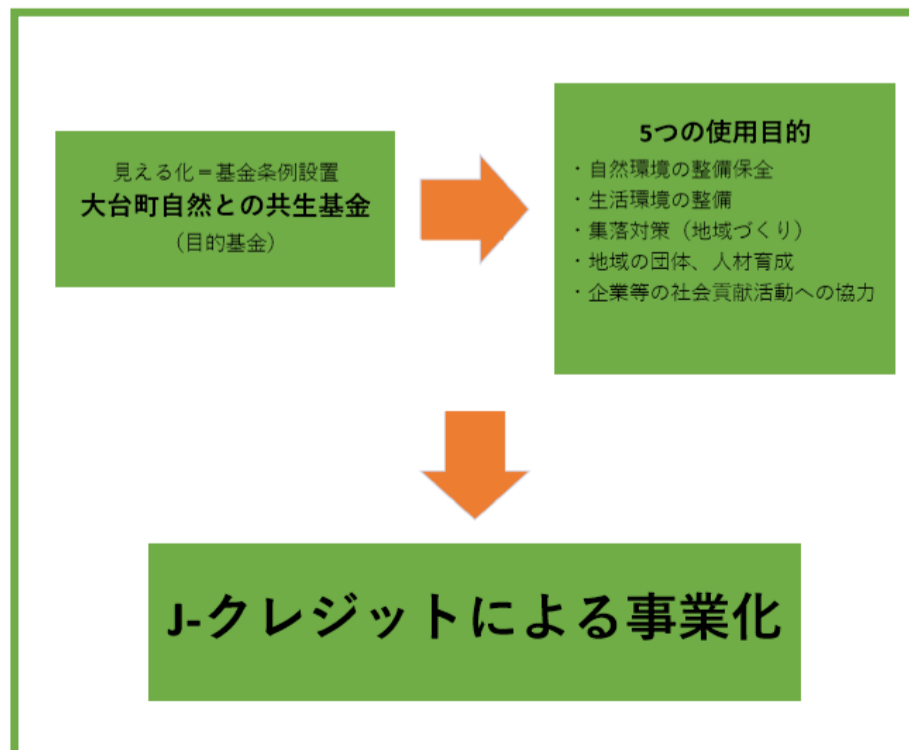 見える化＝基金条例設置
大台町自然との共生基金
（目的基金）
5つの使用目的
・自然環境の整備保全
・生活環境の整備
・集落対策（地域づくり）
・地域の団体、人材育成
・企業等の社会貢献活動への協力
J-クレジットによる事業化